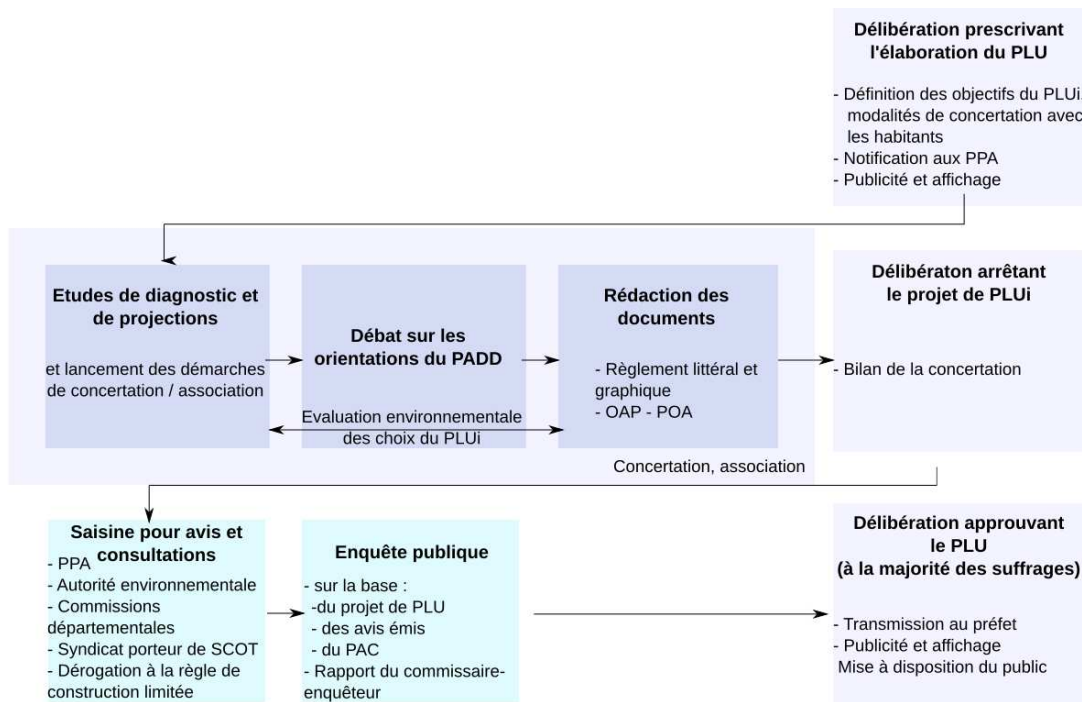 Délibération prescrivant
l'élaboration du PLU
- Définition des objectifs du PLUi,
modalités de concertation avec
les habitants
- Notification aux PPA
- Publicité et affichage
Etudes de diagnostic et
de projections
et lancement des démarches
de concertation / association
Débat sur les
orientations du PADD
Evaluation environnementale
des choix du PLUi
Rédaction des
documents
- Règlement littéral et
graphique
- OAP - POA
Concertation, association
Délibératon arrêtant
le projet de PLUi
- Bilan de la concertation
Saisine pour avis et
consultations
- PPA
- Autorité environnementale
- Commissions
départementales
- Syndicat porteur de SCOT
- Dérogation à la règle de
construction limitée
Enquête publique
- sur la base :
-du projet de PLU
- des avis émis
- du PAC
- Rapport du commissaire-
enquêteur
Délibération approuvant
le PLU
(à la majorité des suffrages)
- Transmission au préfet
- Publicité et affichage
Mise à disposition du public